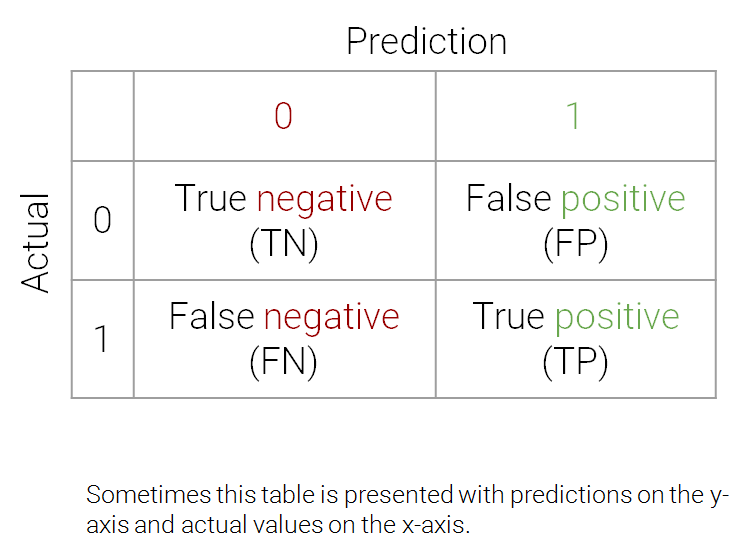 Prediction
0 1
Actual
0 True negative (TN) False positive (FP)
1 False negative (FN) True positive (TP)
Sometimes this table is presented with predictions on the y-
axis and actual values on the x-axis.